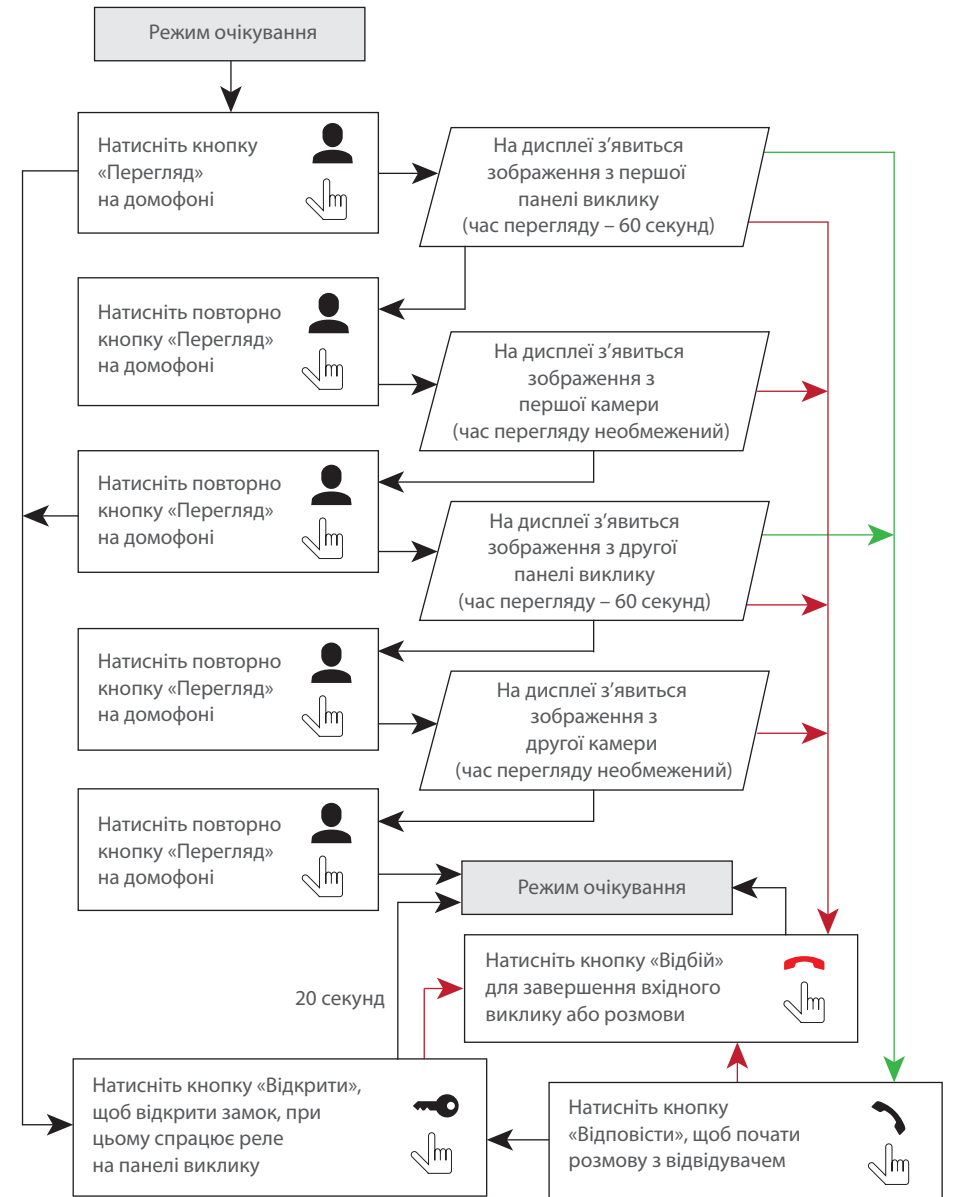 Режим очікування
Натисніть кнопку
«Перегляд»
на домофоні
На дисплеї з’явиться
зображення з першої
панелі виклику
(час перегляду – 60 секунд)
Натисніть повторно
кнопку «Перегляд»
на домофоні
На дисплеї з’явиться
зображення з
першої камери
(час перегляду необмежений)
Натисніть повторно
кнопку «Перегляд»
на домофоні
На дисплеї з’явиться
зображення з другої
панелі виклику
(час перегляду – 60 секунд)
Натисніть повторно
кнопку «Перегляд»
на домофоні
На дисплеї з’явиться
зображення з
другої камери
(час перегляду необмежений)
Натисніть повторно
кнопку «Перегляд»
на домофоні
Режим очікування
Натисніть кнопку «Відбій»
для завершення вхідного
виклику або розмови
20 секунд
Натисніть кнопку «Відкрити»,
щоб відкрити замок, при
цьому спрацює реле
на панелі виклику
Натисніть кнопку
«Відповісти», щоб почати
розмову з відвідувачем